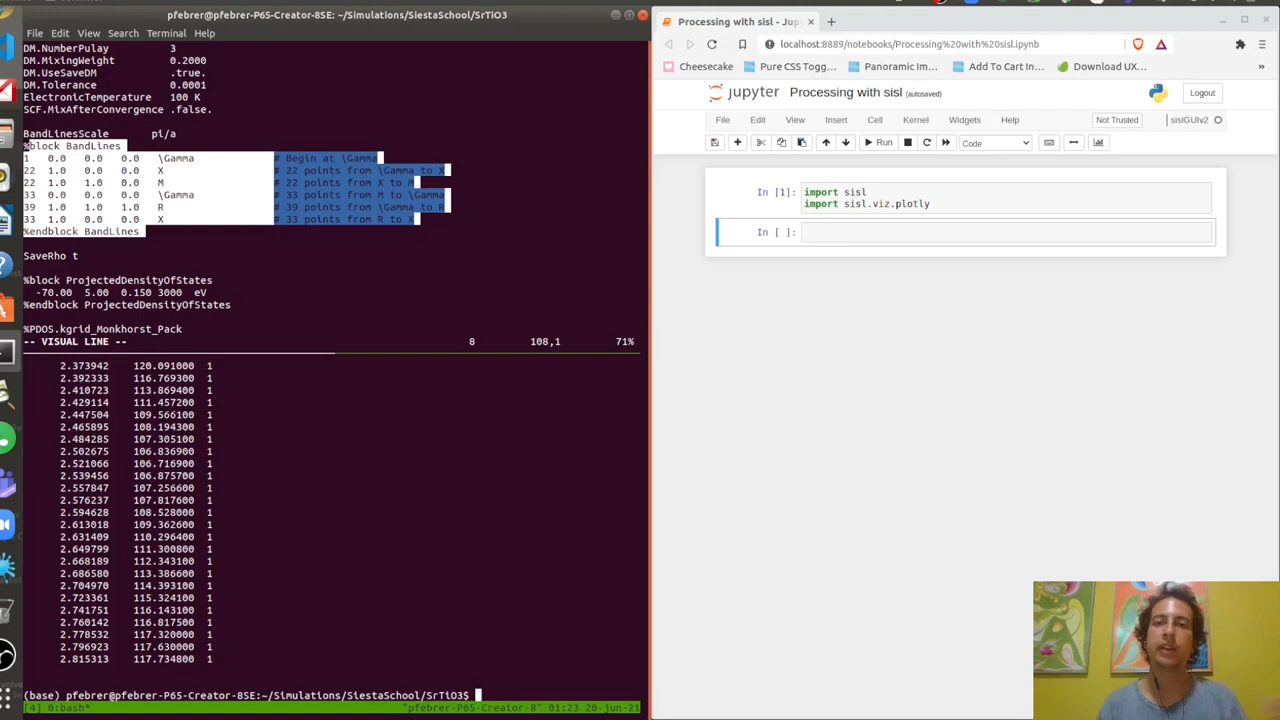 pfebrer@pfebrer-P65-Creator-8SE: ~/Simulations/SiestaSchool/SrTiO3
File Edit View Search Terminal Help
DM.NumberPulay 3
DM.MixingWeight 0.2000
DM.UseSaveDM .true.
DM.Tolerance 0.0001
ElectronicTemperature 100 K
SCF.MixAfterConvergence .false.
BandLinesScale pi/a
%block BandLines
1 0.0 0.0 0.0 \Gamma # Begin at \Gamma
22 1.0 0.0 0.0 X # 22 points from \Gamma to X
22 1.0 1.0 0.0 M # 22 points from X to M
33 0.0 0.0 0.0 \Gamma # 33 points from M to \Gamma
39 1.0 1.0 1.0 R # 39 points from \Gamma to R
33 1.0 0.0 0.0 X # 33 points from R to X
%endblock BandLines
SaveRho t
%block ProjectedDensityOfStates
-70.00 5.00 0.150 3000 eV
%endblock ProjectedDensityOfStates
%PDOS.kgrid_Monkhorst_Pack
-- VISUAL LINE -- 8 108,1 71%
2.373942 120.091000 1
2.392333 116.769300 1
2.410723 113.869400 1
2.429114 111.457200 1
2.447504 109.566100 1
2.465895 108.194300 1
2.484285 107.305100 1
2.502675 106.836900 1
2.521066 106.716900 1
2.539456 106.875700 1
2.557847 107.256600 1
2.576237 107.817600 1
2.594628 108.528000 1
2.613018 109.362600 1
2.631409 110.296400 1
2.649799 111.300800 1
2.668189 112.343100 1
2.686580 113.386600 1
2.704970 114.393100 1
2.723361 115.324100 1
2.741751 116.143100 1
2.760142 116.817500 1
2.778532 117.320000 1
2.796923 117.630000 1
2.815313 117.734800 1
(base) pfebrer@pfebrer-P65-Creator-8SE:~/Simulations/SiestaSchool/SrTiO3$
[4] 0:bash* "pfebrer-P65-Creator-8" 01:23 20-jun-21
Processing with sisl - Jup
localhost:8889/notebooks/Processing%20with%20sisl.ipynb
Cheesecake Pure CSS Togg... Panoramic Im... Add To Cart In... Download UX... »
jupyter Processing with sisl (autosaved) Logout
File Edit View Insert Cell Kernel Widgets Help Not Trusted sislGUIv2
Run Code
In [1]: import sisl
import sisl.viz.plotly
In [ ]: